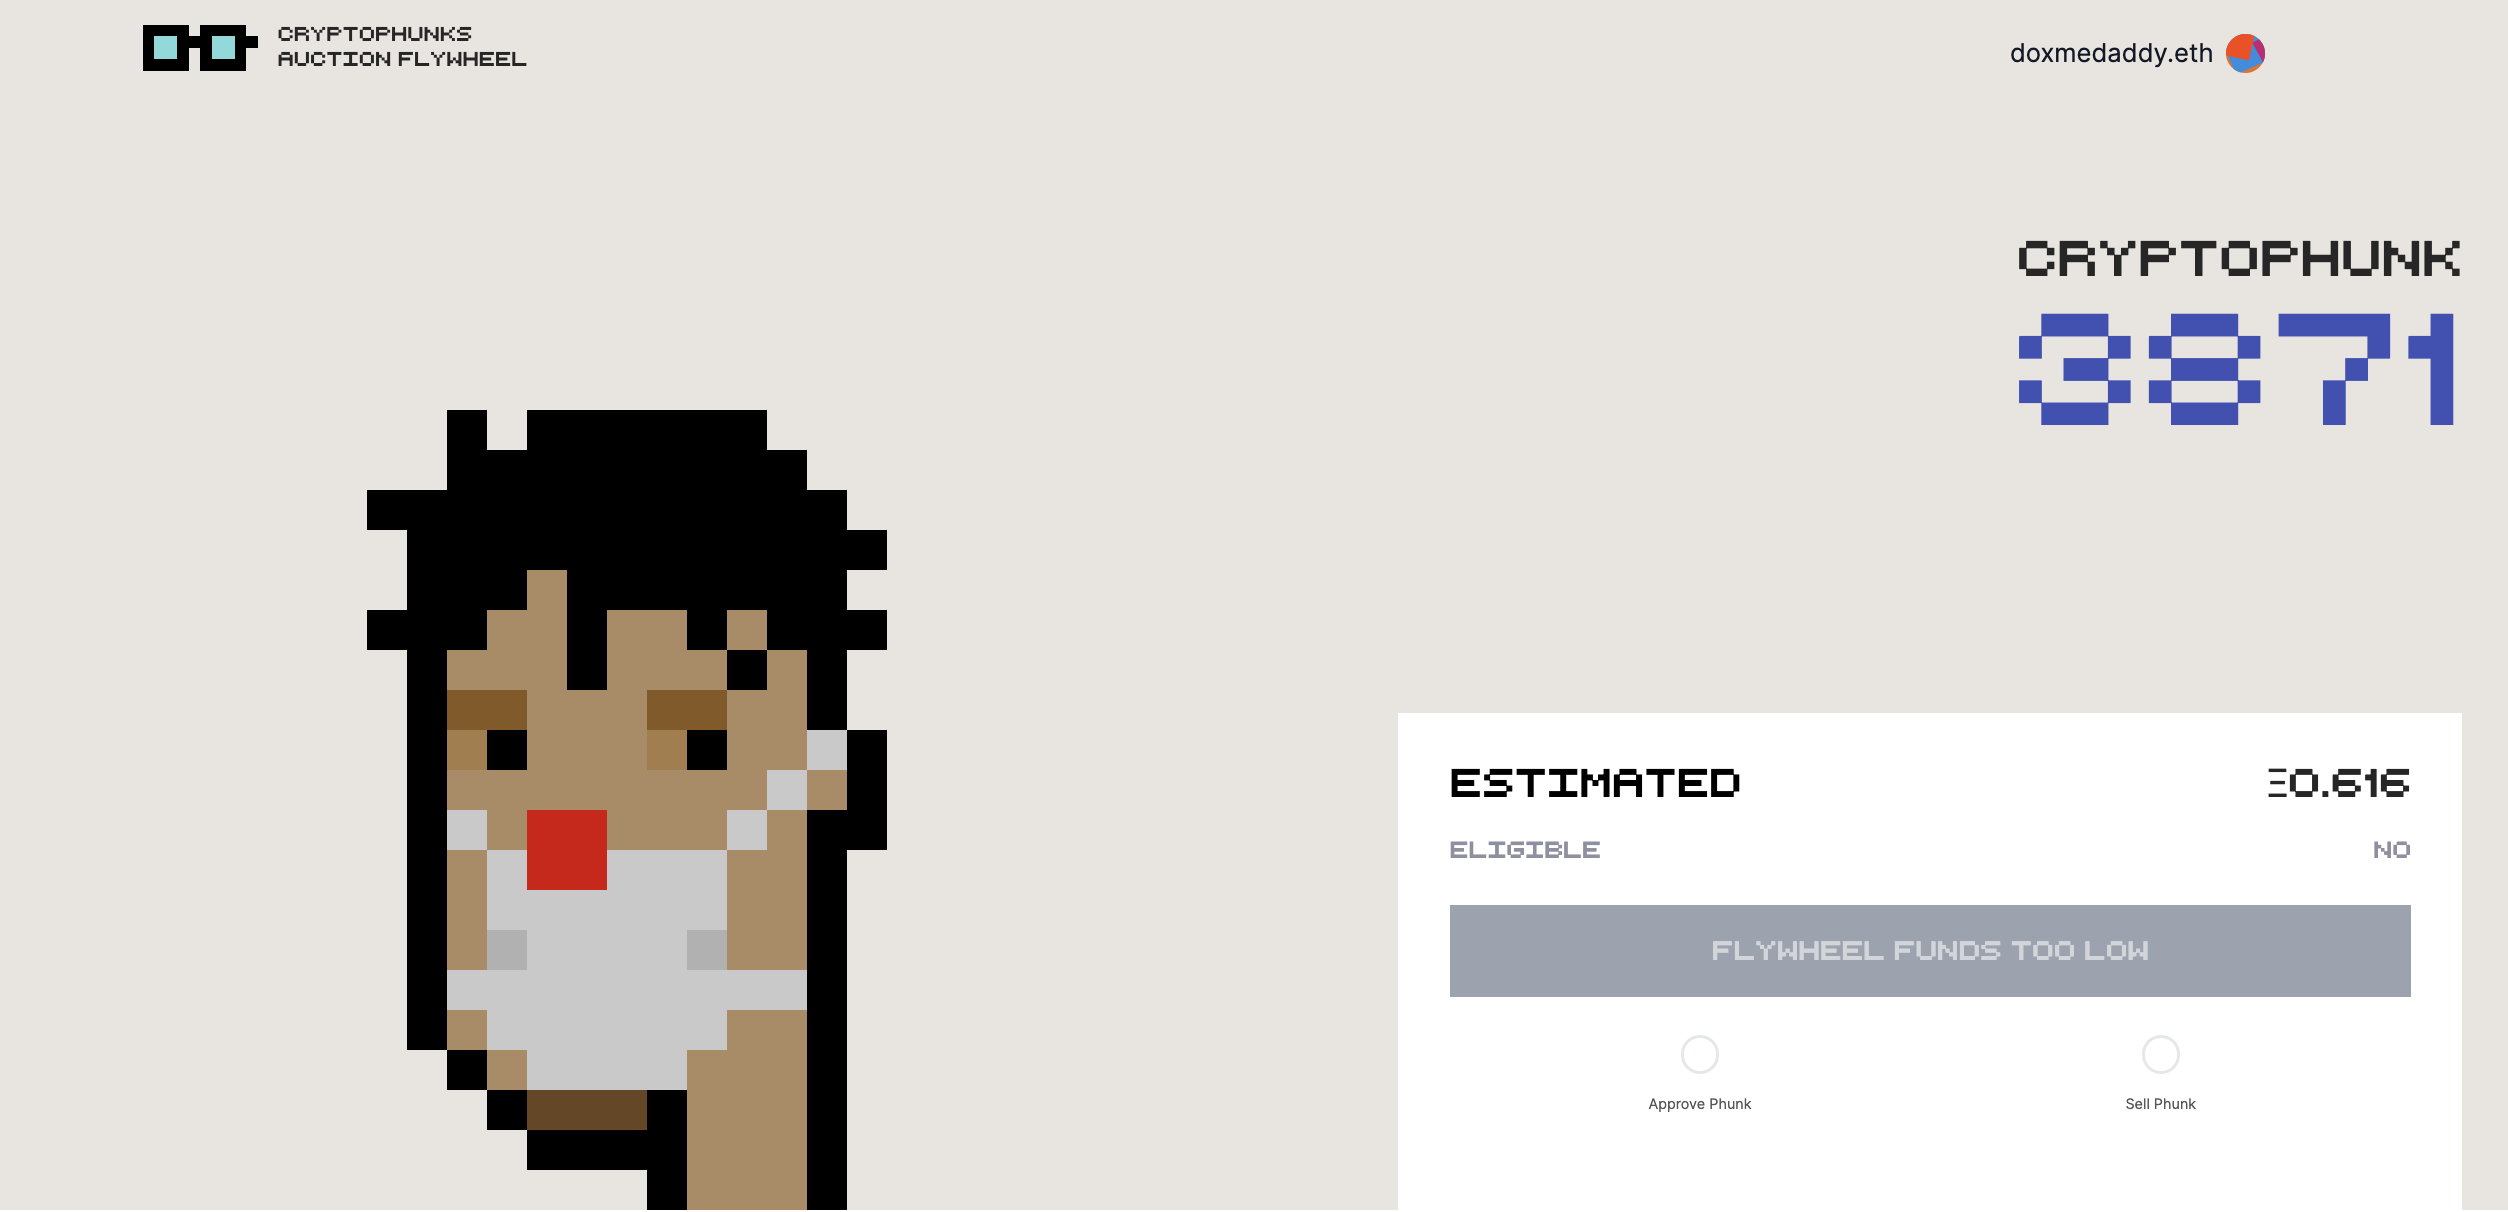 CRYPTOPHUNKS
AUCTION FLYWHEEL
doxmedaddy.eth
CRYPTOPHUNK
3871
ESTIMATED Ξ0.616
ELIGIBLE NO
FLYWHEEL FUNDS TOO LOW
Approve Phunk Sell Phunk